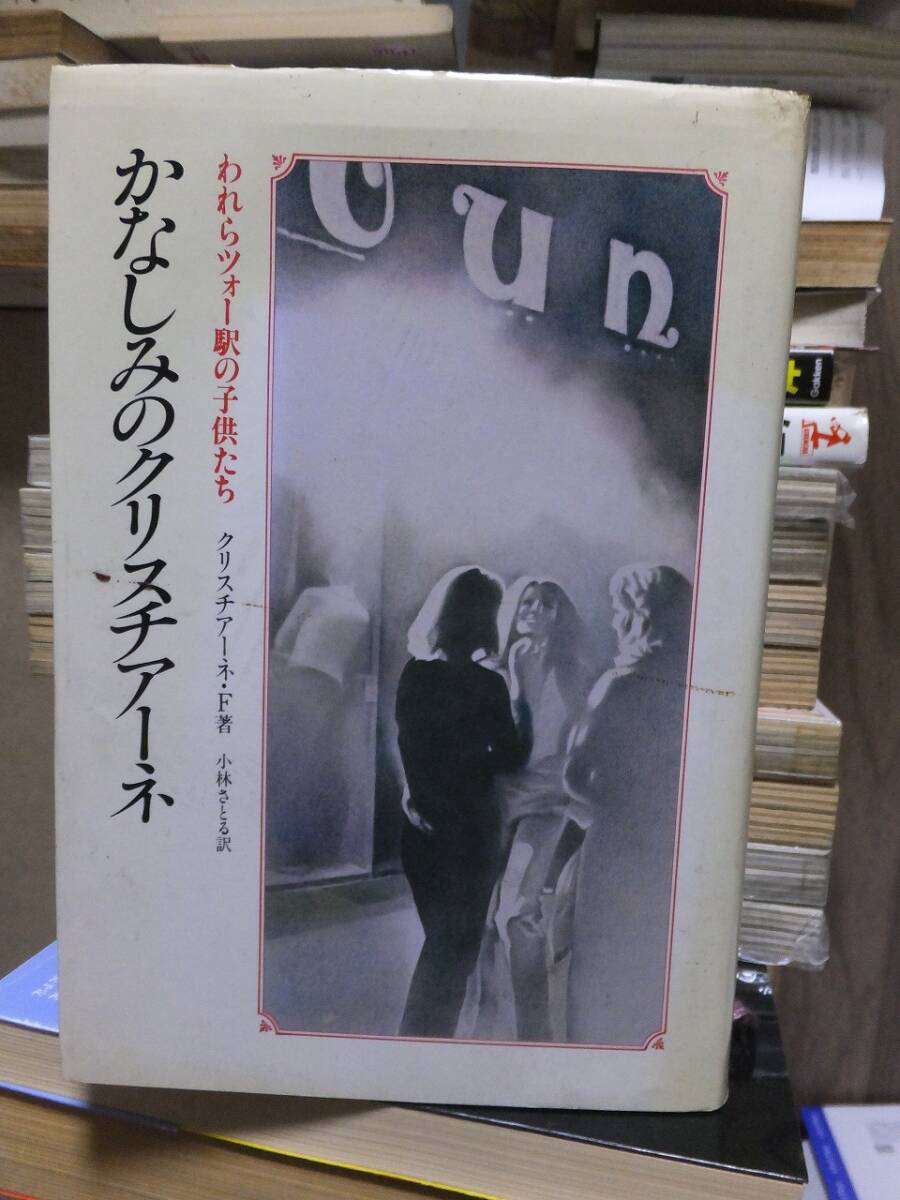 かなしみのクリスチアーネ
われらツォー駅の子供たち
クリスチアーネ・F著 小林さとる訳
un
Gakken